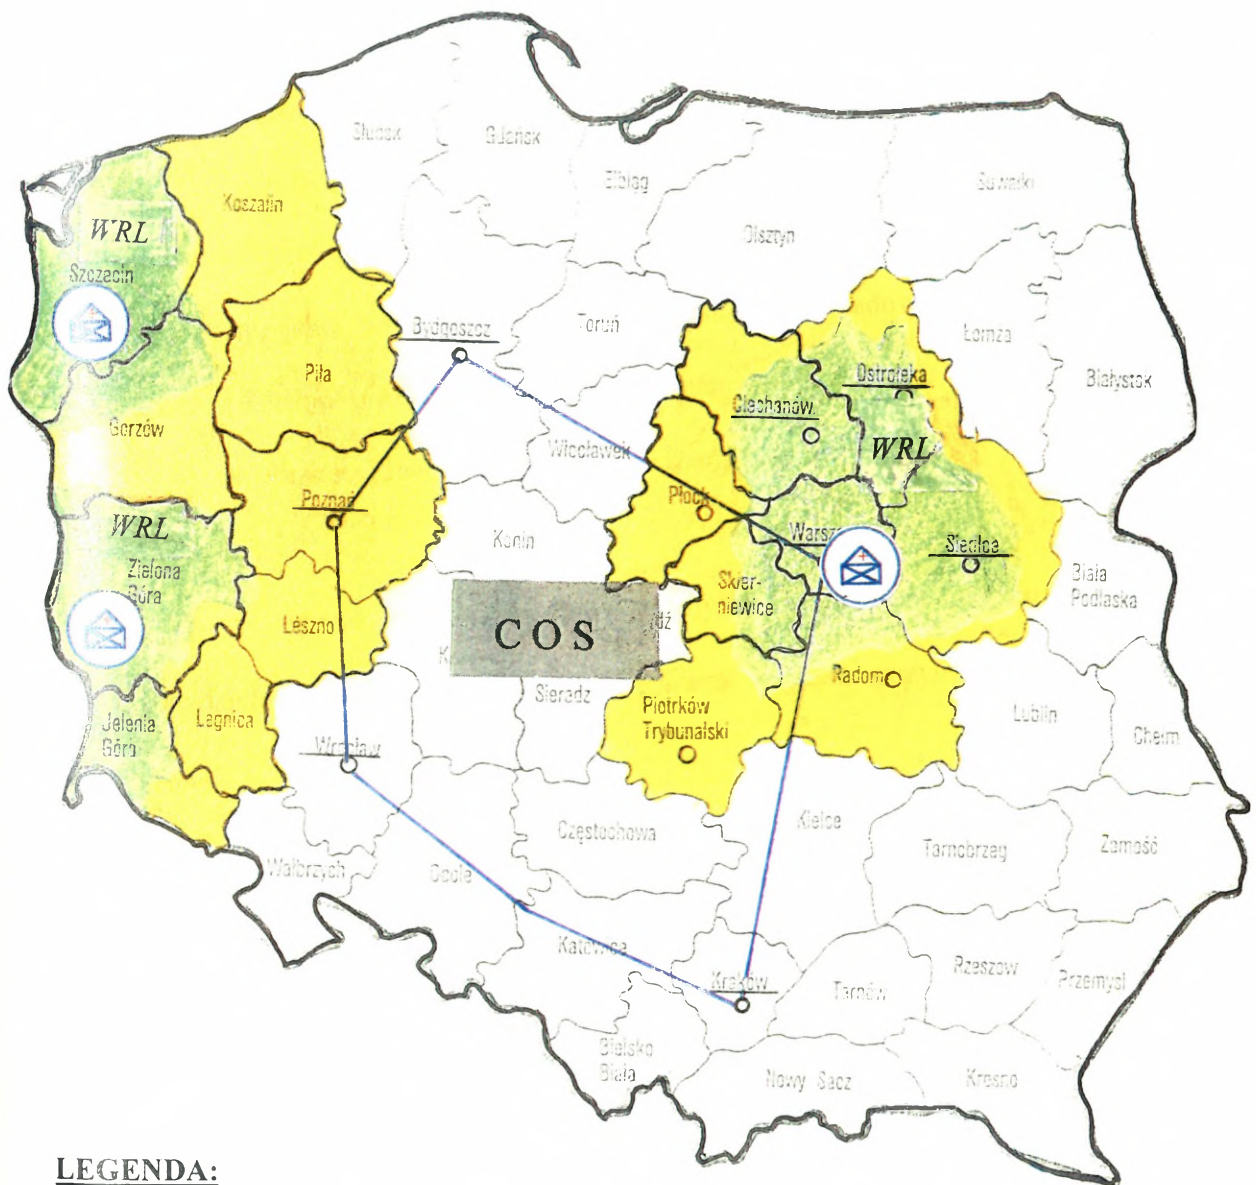 Słupsk
Gdańsk
Elbląg
Suwałki
Koszalin
Olsztyn
WRL
Szczecin
Bydgoszcz
Toruń
Łomża
Białystok
Piła
Ostrołęka
Ciechanów
Gorzów
Włocławek
WRL
Poznań
Płock
WRL
Konin
Siedlce
Zielona
Góra
Skier-
niewice
Biała
Podlaska
Leszno
COS
Sieradz
Radom
Legnica
Jelenia
Góra
Piotrków
Trybunalski
Lublin
Chełm
Wrocław
Kielce
Częstochowa
Tarnobrzeg
Zamość
Wałbrzych
Opole
Katowice
Kraków
Tarnów
Rzeszów
Przemyśl
Bielsko
Biała
Nowy Sącz
Krosno
LEGENDA: